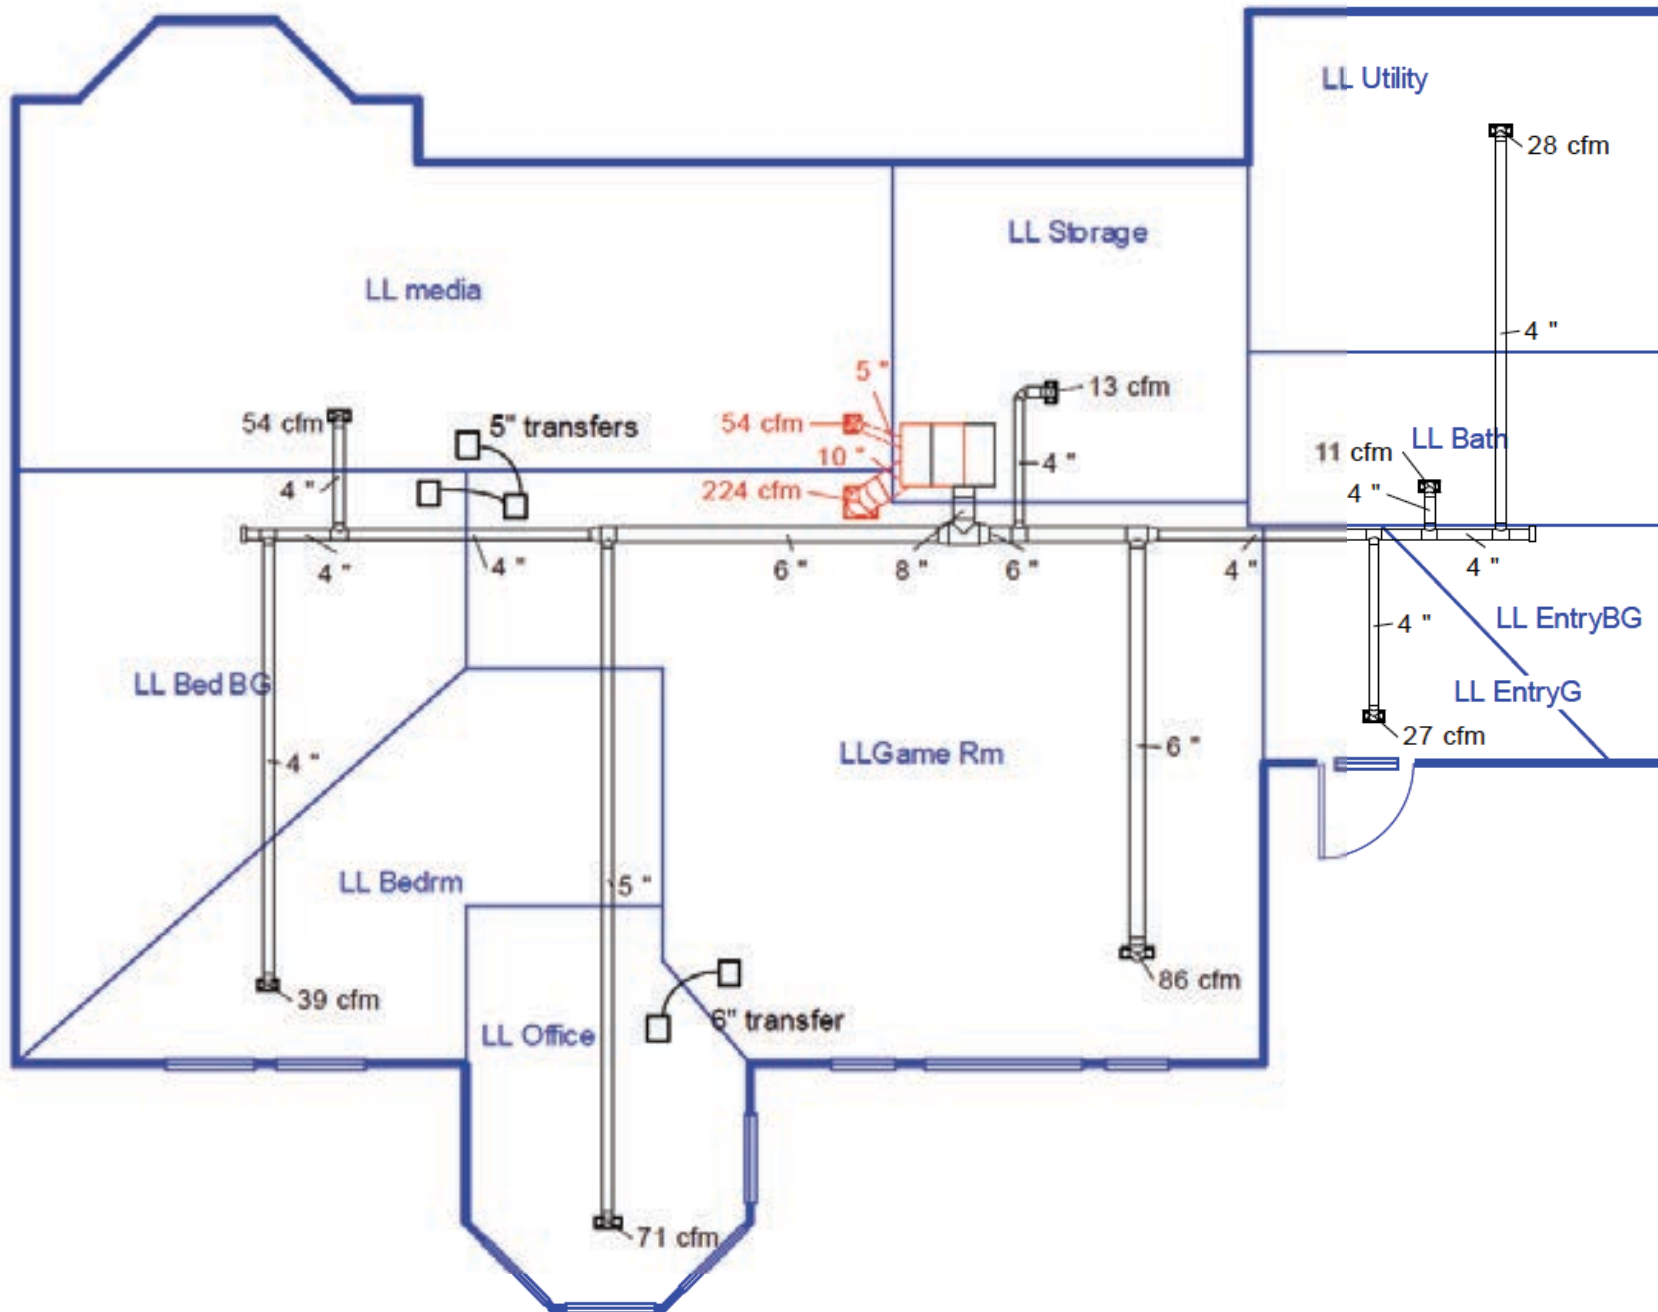 LL Utility
28 cfm
LL Storage
LL media
4 "
5 "
13 cfm
54 cfm
5" transfers
54 cfm
LL Bath
11 cfm
10 "
4 "
4 "
224 cfm
4 "
4 "
4 "
6 "
8"
6 "
4 "
4 "
4 "
LL EntryBG
LL Bed BG
LL EntryG
27 cfm
4 "
LLGame Rm
6 "
LL Bedrm
5 "
86 cfm
39 cfm
6" transfer
LL Office
71 cfm